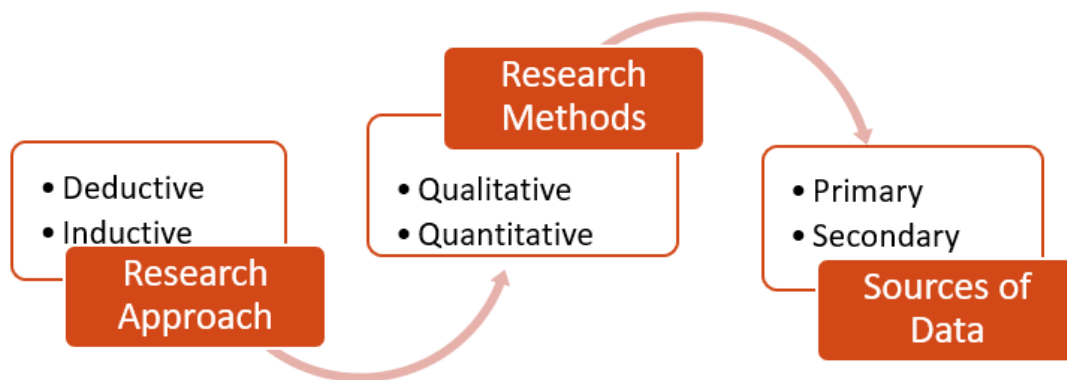 • Deductive
• Inductive
Research
Approach
Research
Methods
• Qualitative
• Quantitative
• Primary
• Secondary
Sources of
Data